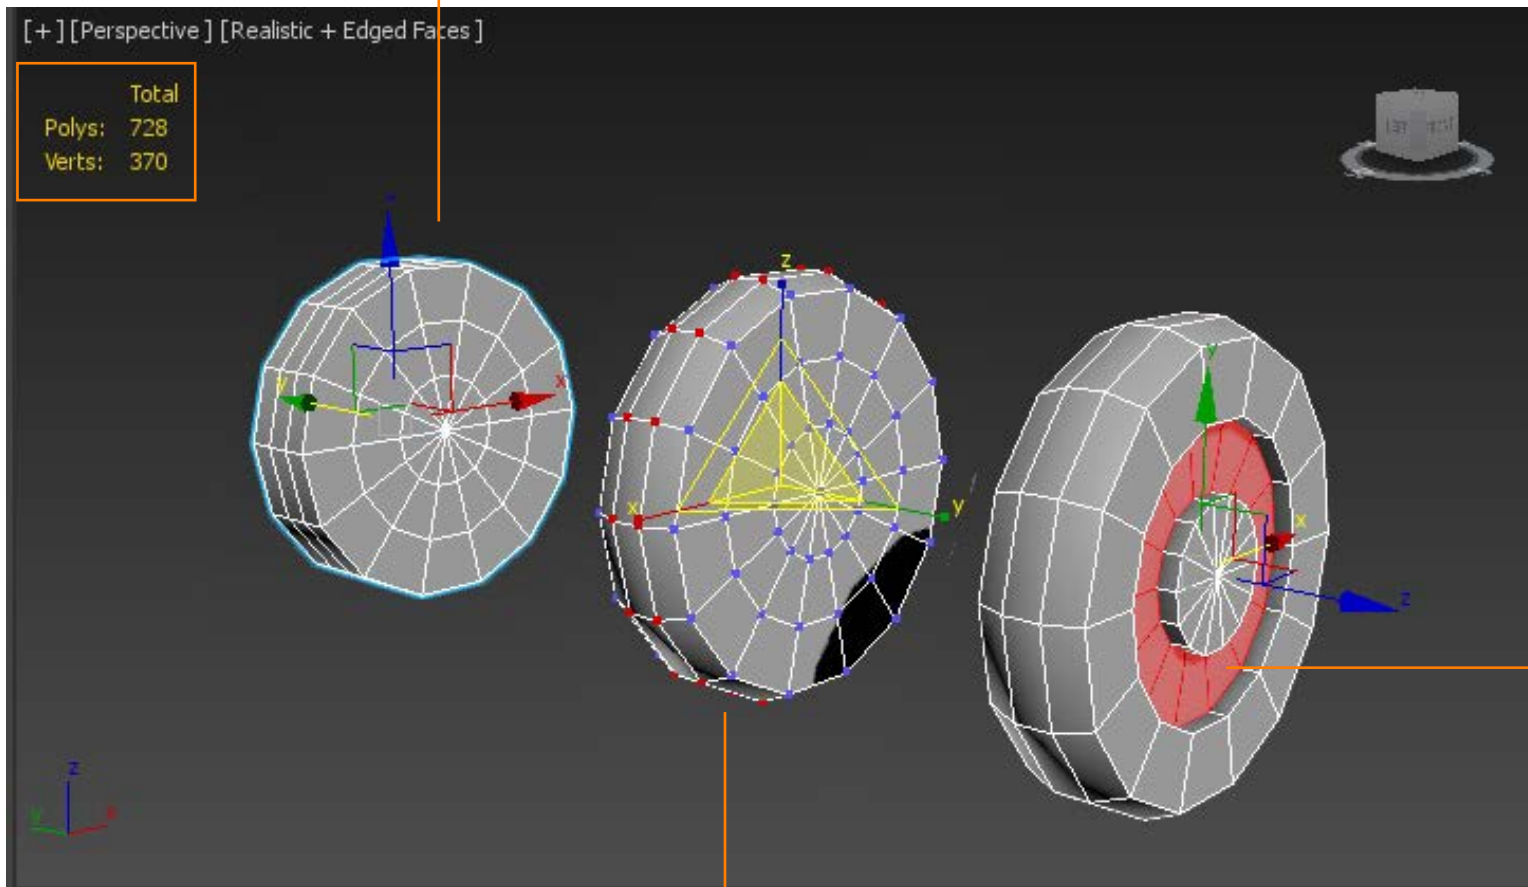 [+][Perspective][Realistic + Edged Faces]
Total
Polys: 728
Verts: 370
z
y
x
z
x
y
y
x
z
z
y
x